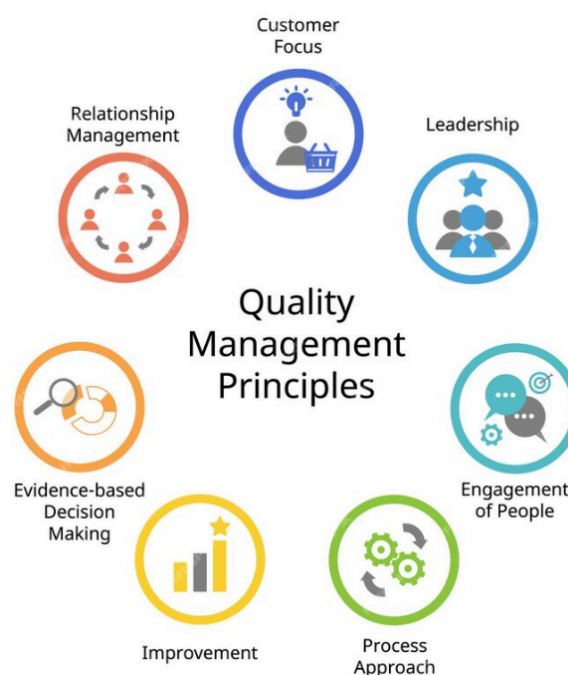 Customer
Focus
Relationship
Management
Leadership
Quality
Management
Principles
Evidence-based
Decision
Making
Engagement
of People
Improvement
Process
Approach